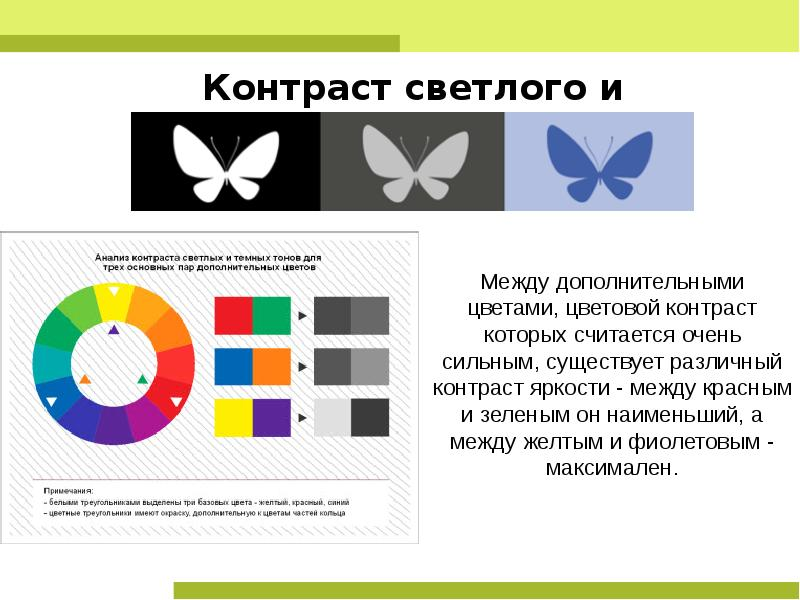 Контраст светлого и
Анализ контраста светлых и темных тонов для
трех основных пар дополнительных цветов
Примечания:
- белыми треугольниками выделены три базовых цвета - желтый, красный, синий
- цветные треугольники имеют окраску, дополнительную к цветам частей кольца
Между дополнительными
цветами, цветовой контраст
которых считается очень
сильным, существует различный
контраст яркости - между красным
и зеленым он наименьший, а
между желтым и фиолетовым -
максимален.